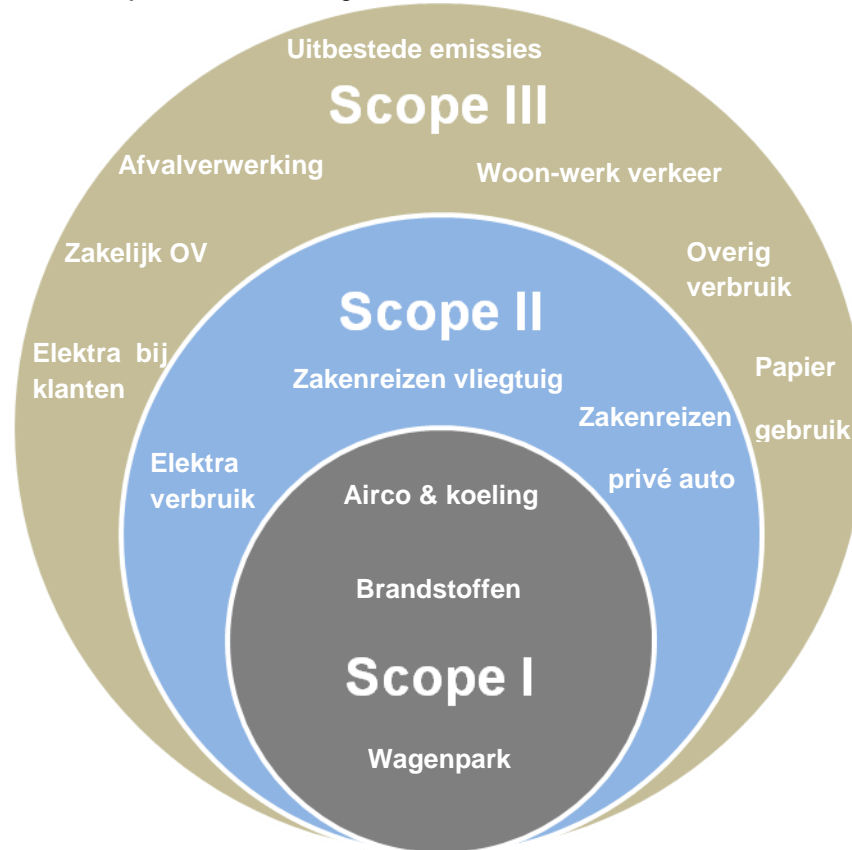 Uitbestede emissies
Scope III
Afvalverwerking
Woon-werk verkeer
Zakelijk OV
Overig
verbruik
Scope II
Elektra bij
klanten
Zakenreizen vliegtuig
Papier
gebruik
Zakenreizen
privé auto
Elektra
verbruik
Airco & koeling
Brandstoffen
Scope I
Wagenpark